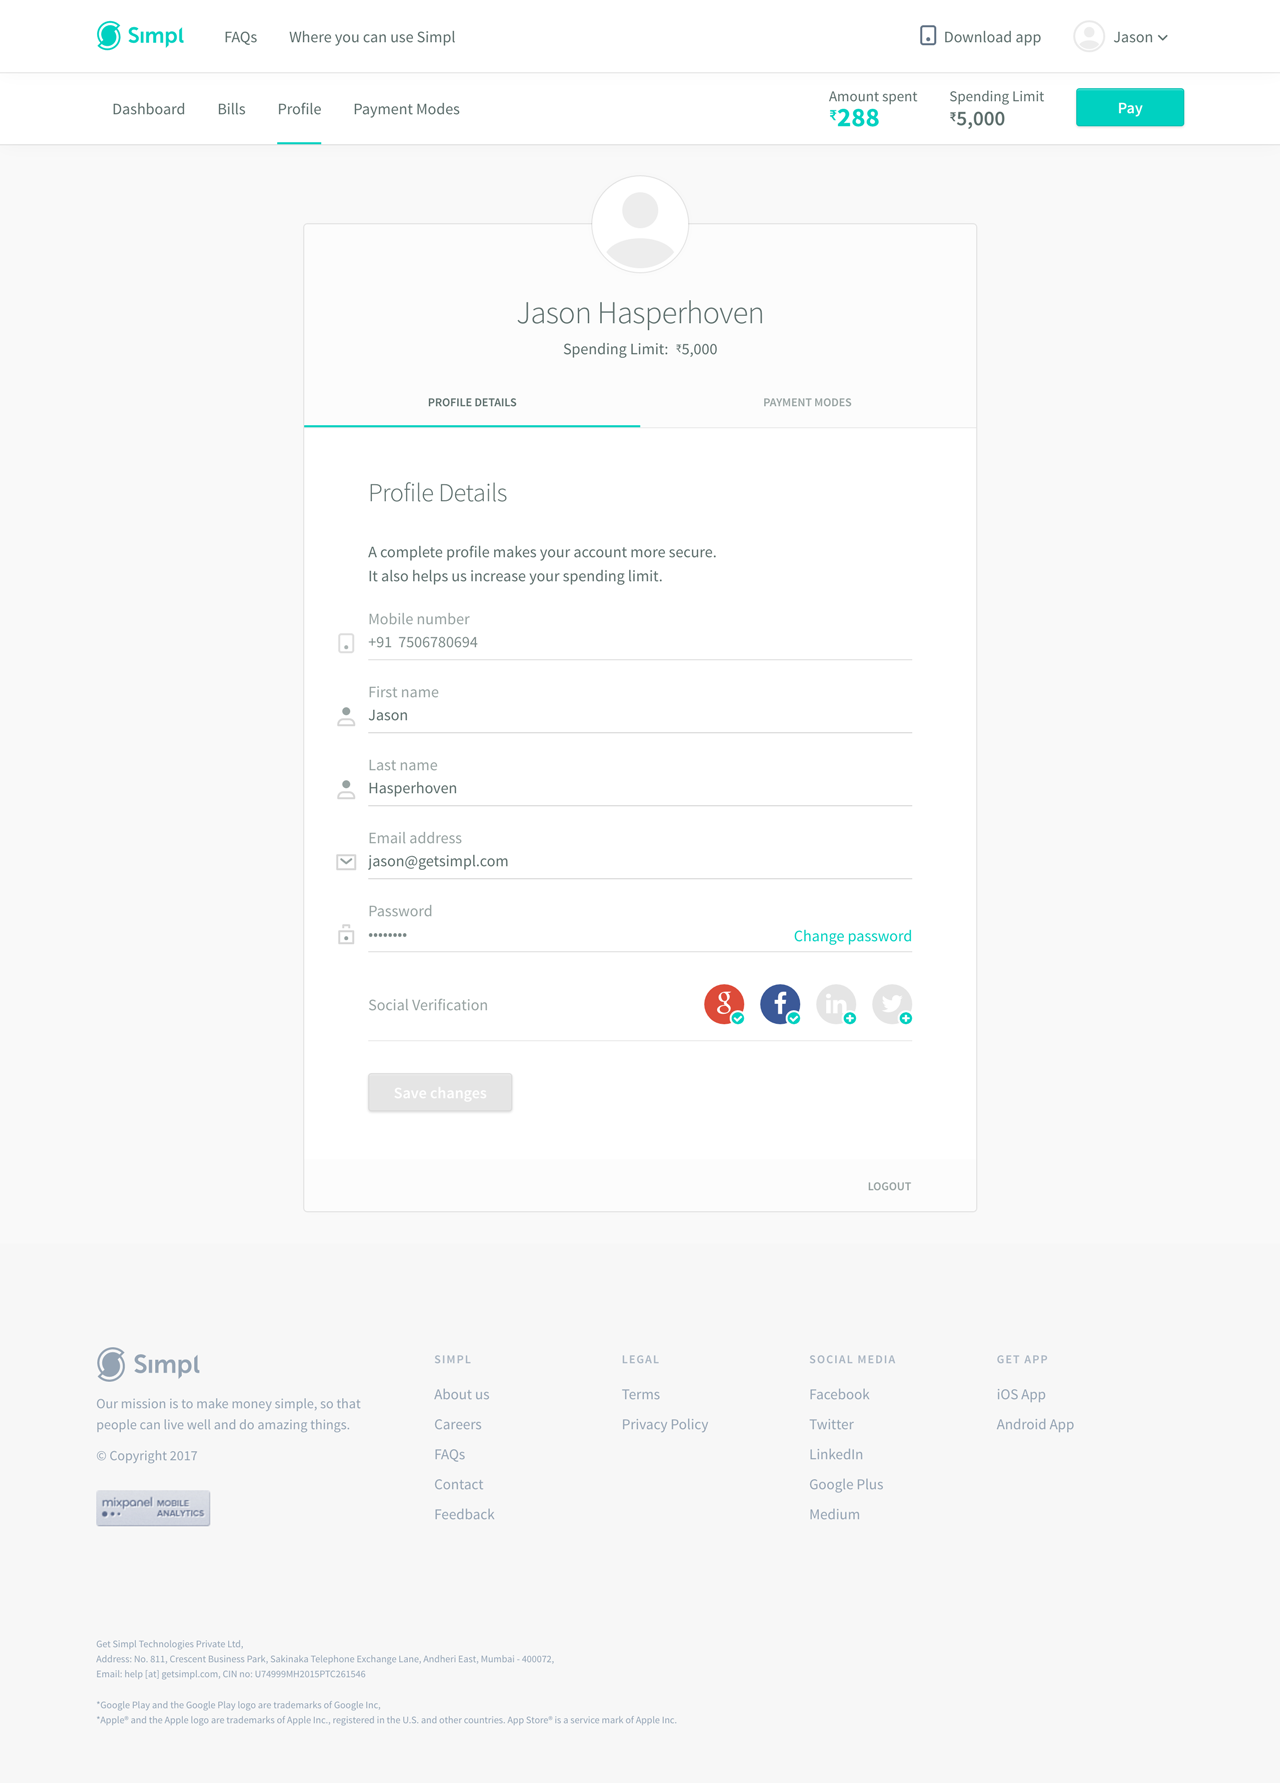 Simpl
FAQs
Where you can use Simpl
Download app
Jason
Dashboard
Bills
Profile
Payment Modes
Amount spent
₹288
Spending Limit
₹5,000
Pay
Jason Hasperhoven
Spending Limit: ₹5,000
PROFILE DETAILS
PAYMENT MODES
Profile Details
A complete profile makes your account more secure.
It also helps us increase your spending limit.
Mobile number
+91 7506780694
First name
Jason
Last name
Hasperhoven
Email address
jason@getsimpl.com
Password
••••••••
Change password
Social Verification
g
f
in
Save changes
LOGOUT
Simpl
Our mission is to make money simple, so that
people can live well and do amazing things.
© Copyright 2017
mixpanel MOBILE
ANALYTICS
SIMPL
About us
Careers
FAQs
Contact
Feedback
LEGAL
Terms
Privacy Policy
SOCIAL MEDIA
Facebook
Twitter
LinkedIn
Google Plus
Medium
GET APP
iOS App
Android App
Get Simpl Technologies Private Ltd,
Address: No. 811, Crescent Business Park, Sakinaka Telephone Exchange Lane, Andheri East, Mumbai - 400072,
Email: help [at] getsimpl.com, CIN no: U74999MH2015PTC261546
*Google Play and the Google Play logo are trademarks of Google Inc,
*Apple® and the Apple logo are trademarks of Apple Inc., registered in the U.S. and other countries. App Store® is a service mark of Apple Inc.